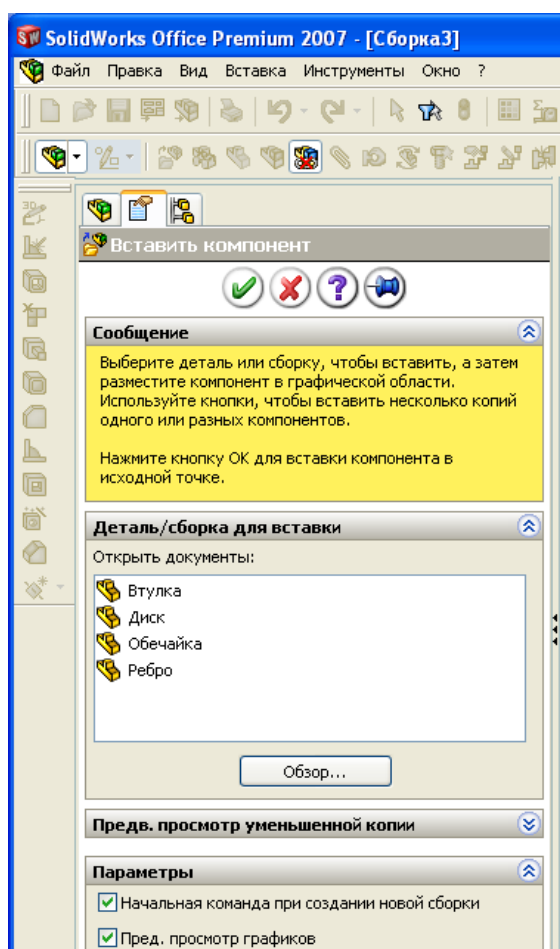 SolidWorks Office Premium 2007 - [Сборка3]
Файл Правка Вид Вставка Инструменты Окно ?
3D
Вставить компонент
Сообщение
Выберите деталь или сборку, чтобы вставить, а затем
разместите компонент в графической области.
Используйте кнопки, чтобы вставить несколько копий
одного или разных компонентов.
Нажмите кнопку OK для вставки компонента в
исходной точке.
Деталь/сборка для вставки
Открыть документы:
Втулка
Диск
Обечайка
Ребро
Обзор...
Предв. просмотр уменьшенной копии
Параметры
Начальная команда при создании новой сборки
Пред. просмотр графиков